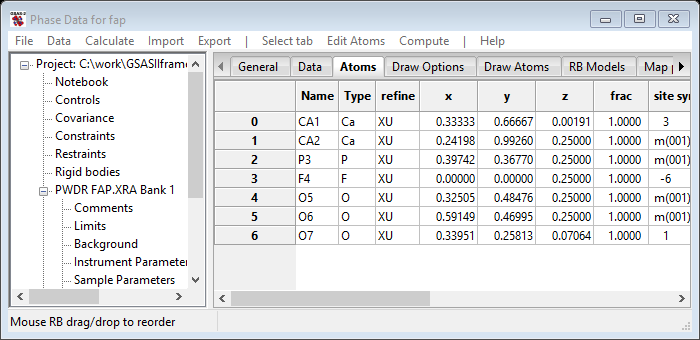 GSAS-II
Phase Data for fap
File Data Calculate Import Export | Select tab Edit Atoms Compute | Help
Project: C:\work\GSASIIframe
Notebook
Controls
Covariance
Constraints
Restraints
Rigid bodies
PWDR FAP.XRA Bank 1
Comments
Limits
Background
Instrument Parameter
Sample Parameters
General Data Atoms Draw Options Draw Atoms RB Models Map p
Name Type refine x y z frac site sy
0 CA1 Ca XU 0.33333 0.66667 0.00191 1.0000 3
1 CA2 Ca XU 0.24198 0.99260 0.25000 1.0000 m(001)
2 P3 P XU 0.39742 0.36770 0.25000 1.0000 m(001)
3 F4 F XU 0.00000 0.00000 0.25000 1.0000 -6
4 O5 O XU 0.32505 0.48476 0.25000 1.0000 m(001)
5 O6 O XU 0.59149 0.46995 0.25000 1.0000 m(001)
6 O7 O XU 0.33951 0.25813 0.07064 1.0000 1
Mouse RB drag/drop to reorder